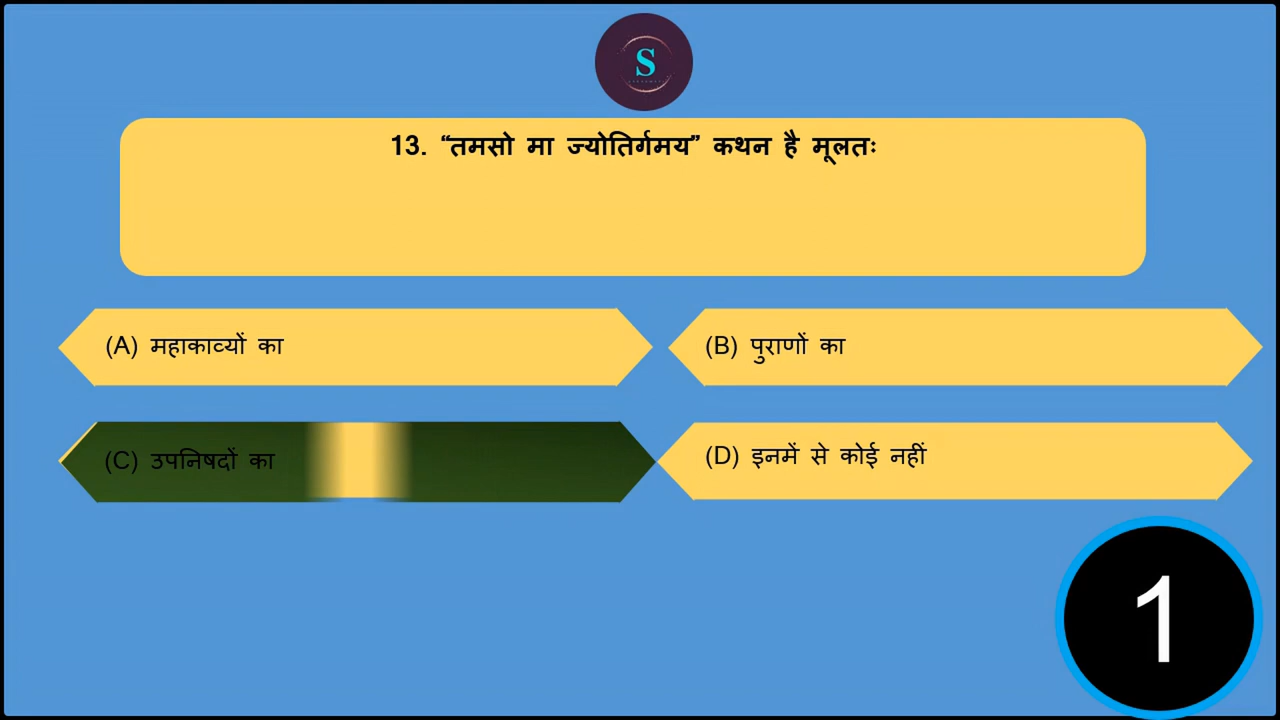 S
13. “तमसो मा ज्योतिर्गमय” कथन है मूलतः
(A) महाकाव्यों का
(B) पुराणों का
(C) उपनिषदों का
(D) इनमें से कोई नहीं
1